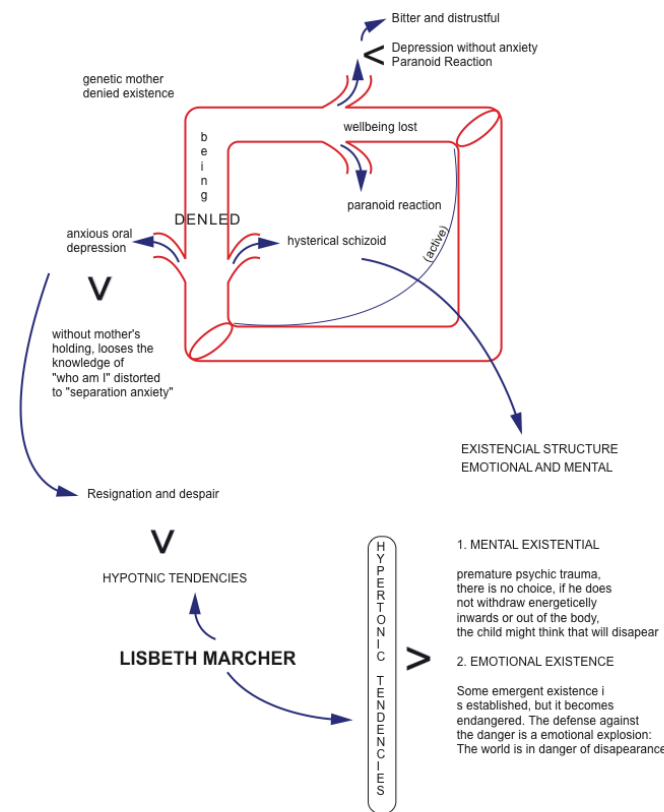 Bitter and distrustful
<
Depression without anxiety
Paranoid Reaction
genetic mother
denied existence
wellbeing lost
being
DENLED
paranoid reaction
anxious oral
depression
hysterical schizoid
(active)
V
without mother's
holding, looses the
knowledge of
"who am I" distorted
to "separation anxiety"
EXISTENCIAL STRUCTURE
EMOTIONAL AND MENTAL
Resignation and despair
V
HYPOTNIC TENDENCIES
LISBETH MARCHER
HYPERTONIC TENDENCIES
>
1. MENTAL EXISTENTIAL
premature psychic trauma,
there is no choice, if he does
not withdraw energeticelly
inwards or out of the body,
the child might think that will disapear
2. EMOTIONAL EXISTENCE
Some emergent existence i
s established, but it becomes
endangered. The defense against
the danger is a emotional explosion:
The world is in danger of disapearance